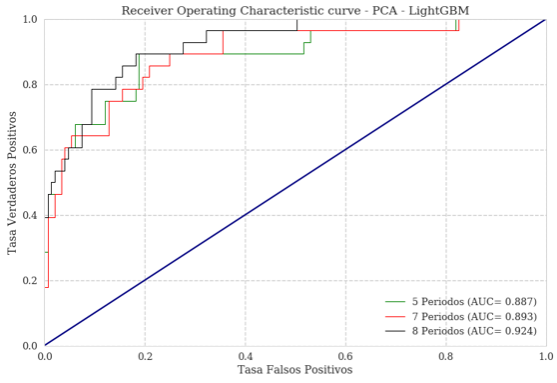 Receiver Operating Characteristic curve - PCA - LightGBM
1.0
0.8
0.6
0.4
0.2
0.0
Tasa Verdaderos Positivos
5 Periodos (AUC= 0.887)
7 Periodos (AUC= 0.893)
8 Periodos (AUC= 0.924)
0.0 0.2 0.4 0.6 0.8 1.0
Tasa Falsos Positivos